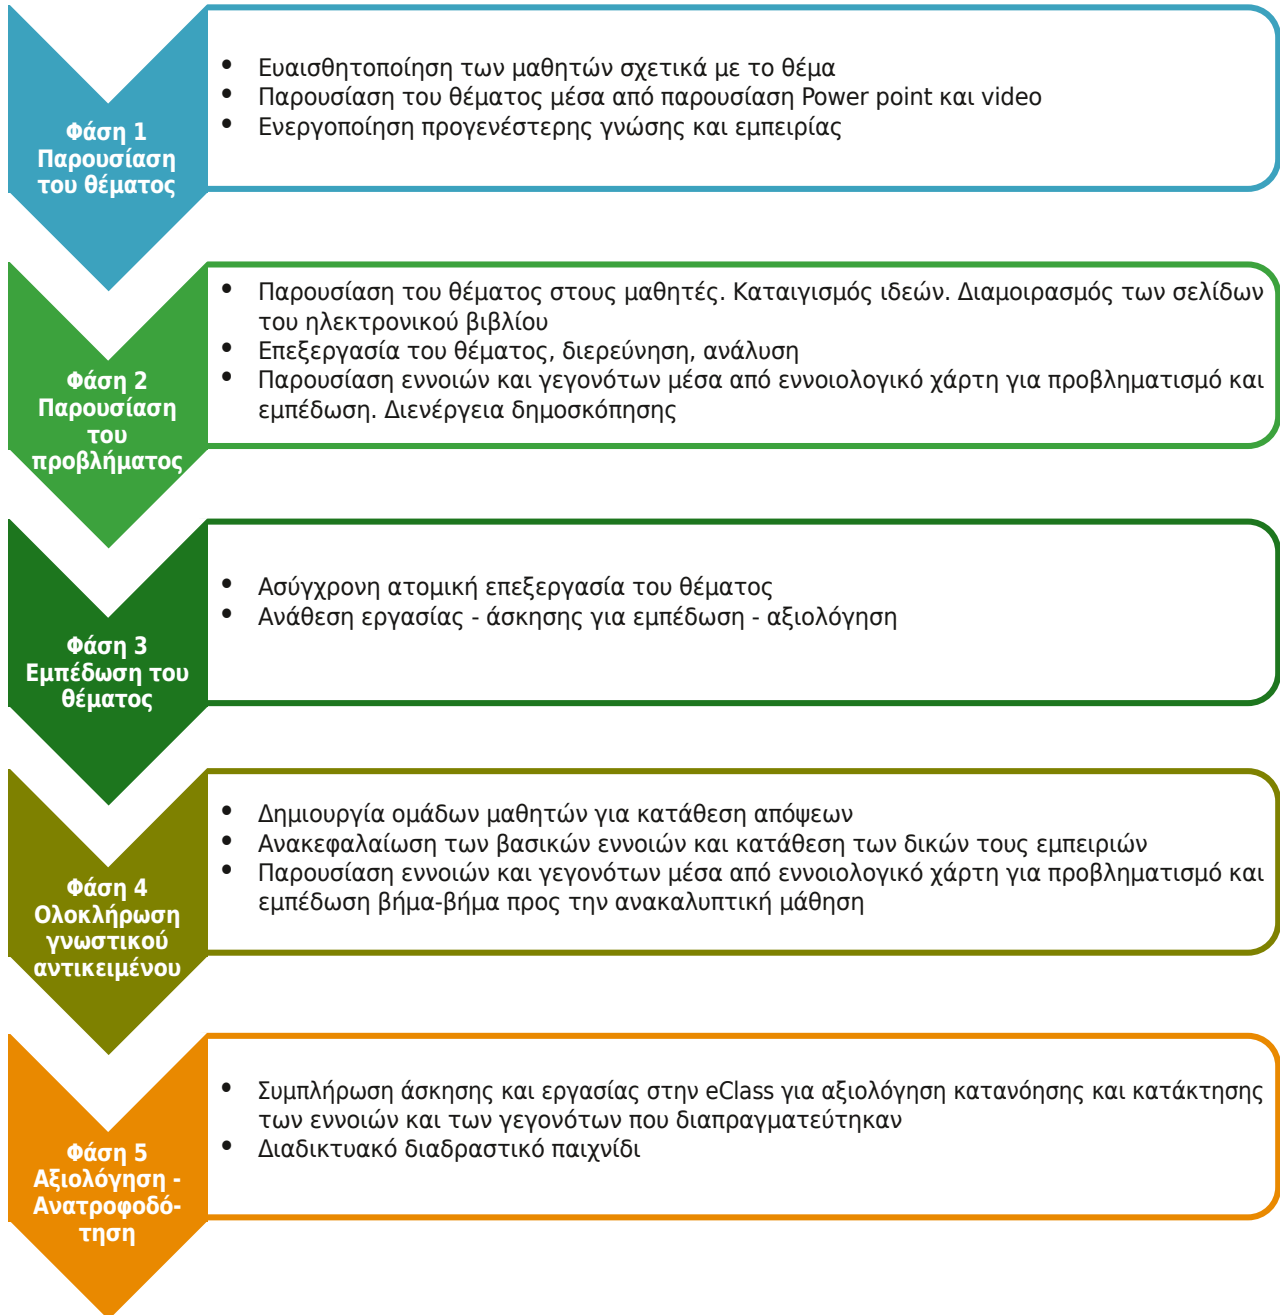 Φάση 1
Παρουσίαση
του θέματος
• Ευαισθητοποίηση των μαθητών σχετικά με το θέμα
• Παρουσίαση του θέματος μέσα από παρουσίαση Power point και video
• Ενεργοποίηση προγενέστερης γνώσης και εμπειρίας
Φάση 2
Παρουσίαση
του
προβλήματος
• Παρουσίαση του θέματος στους μαθητές. Καταιγισμός ιδεών. Διαμοιρασμός των σελίδων
του ηλεκτρονικού βιβλίου
• Επεξεργασία του θέματος, διερεύνηση, ανάλυση
• Παρουσίαση εννοιών και γεγονότων μέσα από εννοιολογικό χάρτη για προβληματισμό και
εμπέδωση. Διενέργεια δημοσκόπησης
Φάση 3
Εμπέδωση του
θέματος
• Ασύγχρονη ατομική επεξεργασία του θέματος
• Ανάθεση εργασίας - άσκησης για εμπέδωση - αξιολόγηση
Φάση 4
Ολοκλήρωση
γνωστικού
αντικειμένου
• Δημιουργία ομάδων μαθητών για κατάθεση απόψεων
• Ανακεφαλαίωση των βασικών εννοιών και κατάθεση των δικών τους εμπειριών
• Παρουσίαση εννοιών και γεγονότων μέσα από εννοιολογικό χάρτη για προβληματισμό και
εμπέδωση βήμα-βήμα προς την ανακαλυπτική μάθηση
Φάση 5
Αξιολόγηση -
Ανατροφοδό-
τηση
• Συμπλήρωση άσκησης και εργασίας στην eClass για αξιολόγηση κατανόησης και κατάκτησης
των εννοιών και των γεγονότων που διαπραγματεύτηκαν
• Διαδικτυακό διαδραστικό παιχνίδι